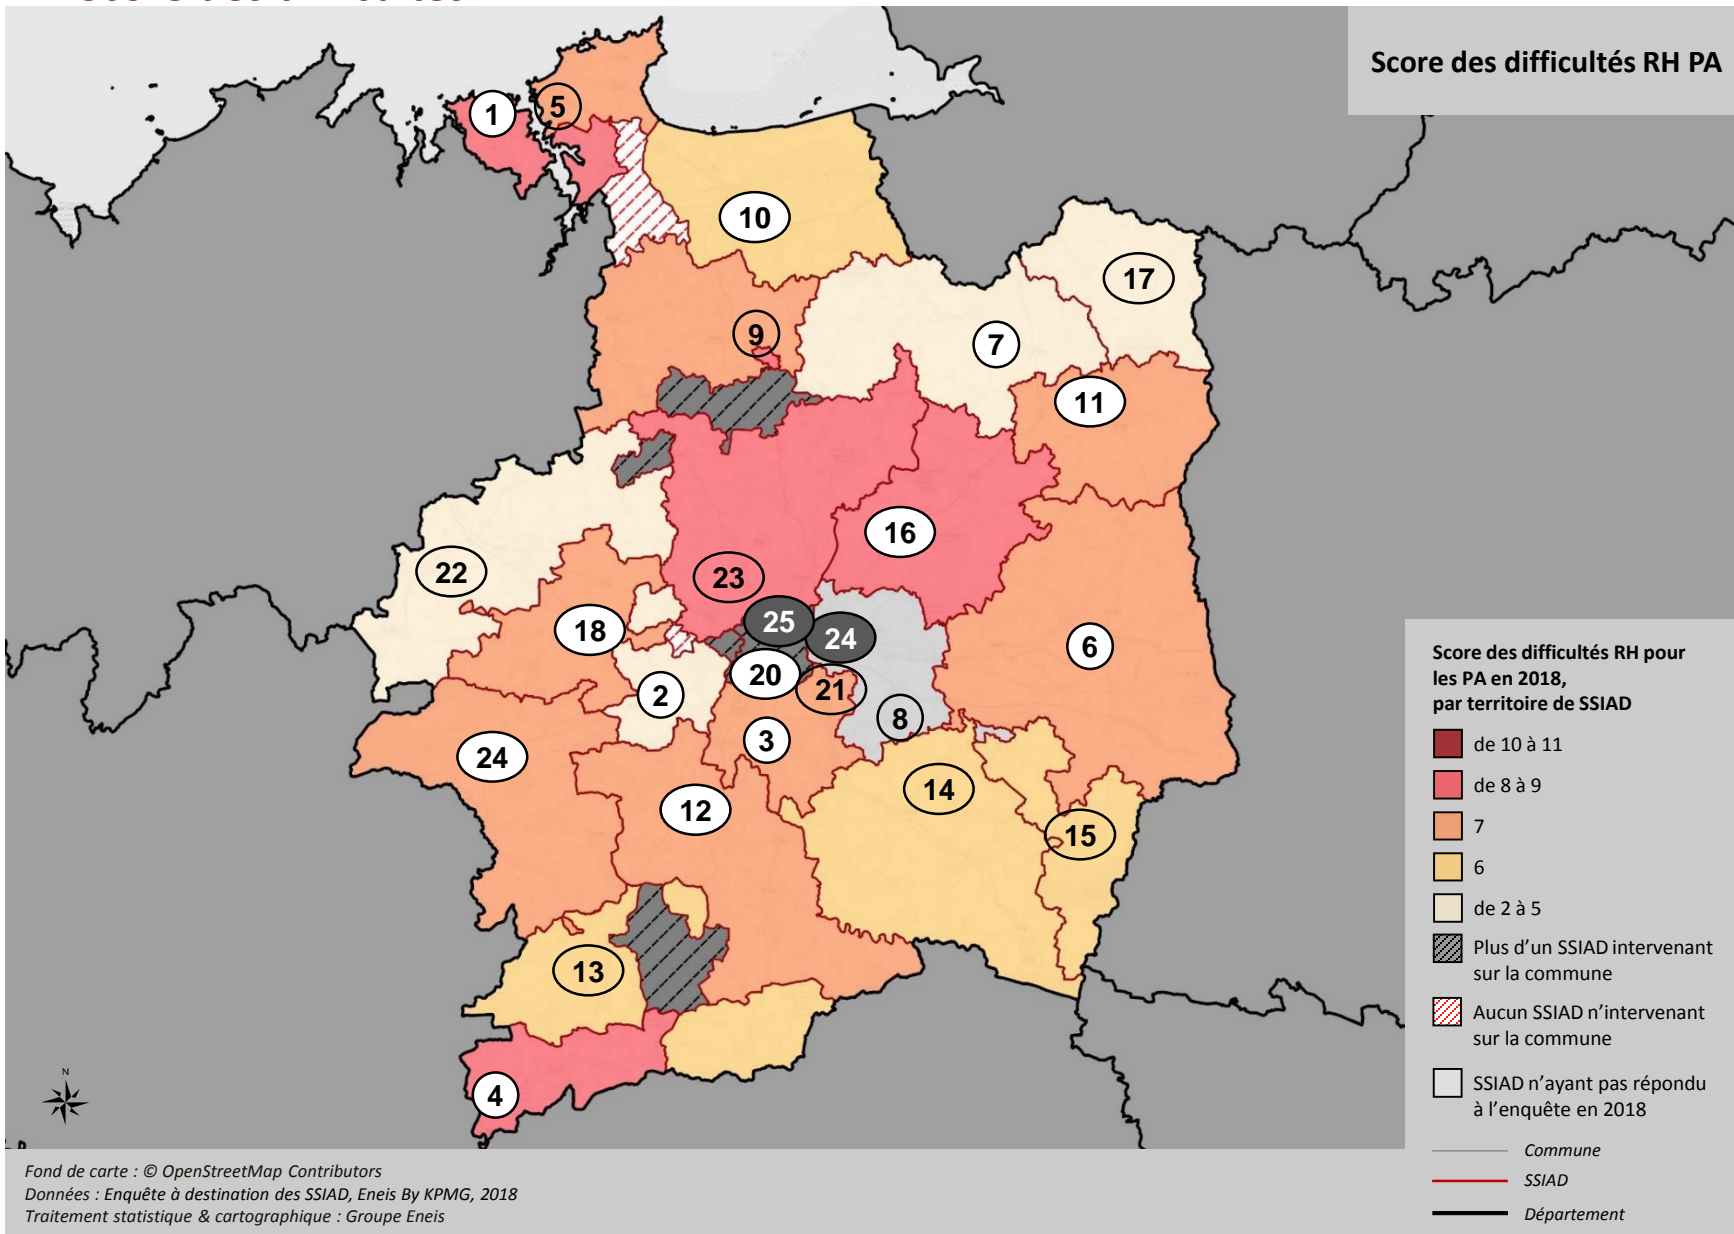 Score des difficultés RH PA
1
5
10
17
9
7
11
16
22
23
18
25
24
6
20
2
21
8
3
24
14
12
15
13
4
N
Score des difficultés RH pour
les PA en 2018,
par territoire de SSIAD
de 10 à 11
de 8 à 9
7
6
de 2 à 5
Plus d'un SSIAD intervenant
sur la commune
Aucun SSIAD n'intervenant
sur la commune
SSIAD n'ayant pas répondu
à l'enquête en 2018
Commune
SSIAD
Département
Fond de carte : © OpenStreetMap Contributors
Données : Enquête à destination des SSIAD, Eneis By KPMG, 2018
Traitement statistique & cartographique : Groupe Eneis